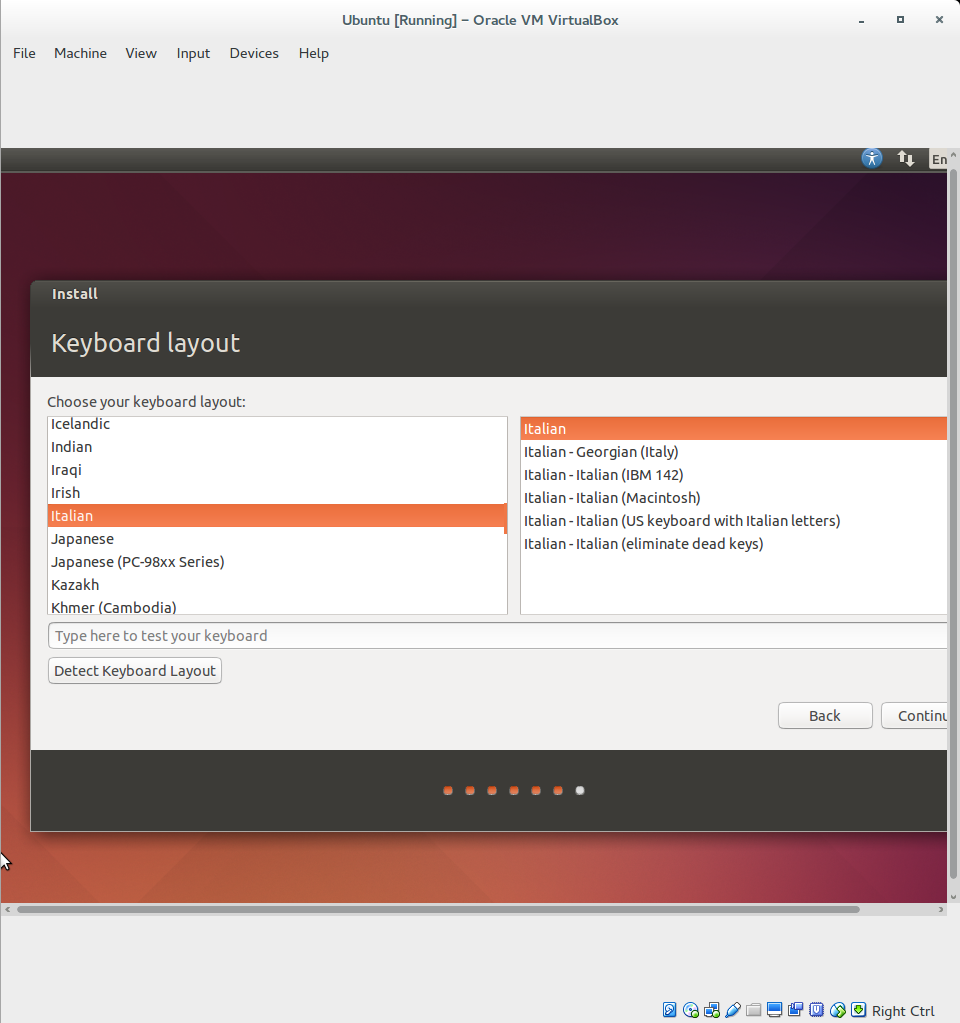 Ubuntu [Running] – Oracle VM VirtualBox
File Machine View Input Devices Help
En
Install
Keyboard layout
Choose your keyboard layout:
Icelandic
Indian
Iraqi
Irish
Italian
Japanese
Japanese (PC-98xx Series)
Kazakh
Khmer (Cambodia)
Italian
Italian - Georgian (Italy)
Italian - Italian (IBM 142)
Italian - Italian (Macintosh)
Italian - Italian (US keyboard with Italian letters)
Italian - Italian (eliminate dead keys)
Type here to test your keyboard
Detect Keyboard Layout
Back Continu
Right Ctrl